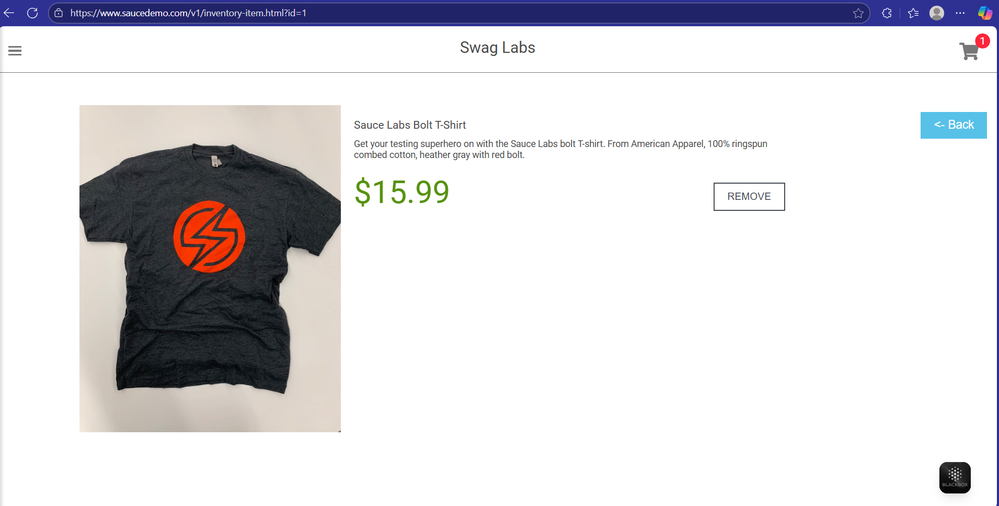 https://www.saucedemo.com/v1/inventory-item.html?id=1
Swag Labs
1
<- Back
Sauce Labs Bolt T-Shirt
Get your testing superhero on with the Sauce Labs bolt T-shirt. From American Apparel, 100% ringspun
combed cotton, heather gray with red bolt.
$15.99
REMOVE
BLACKBOX